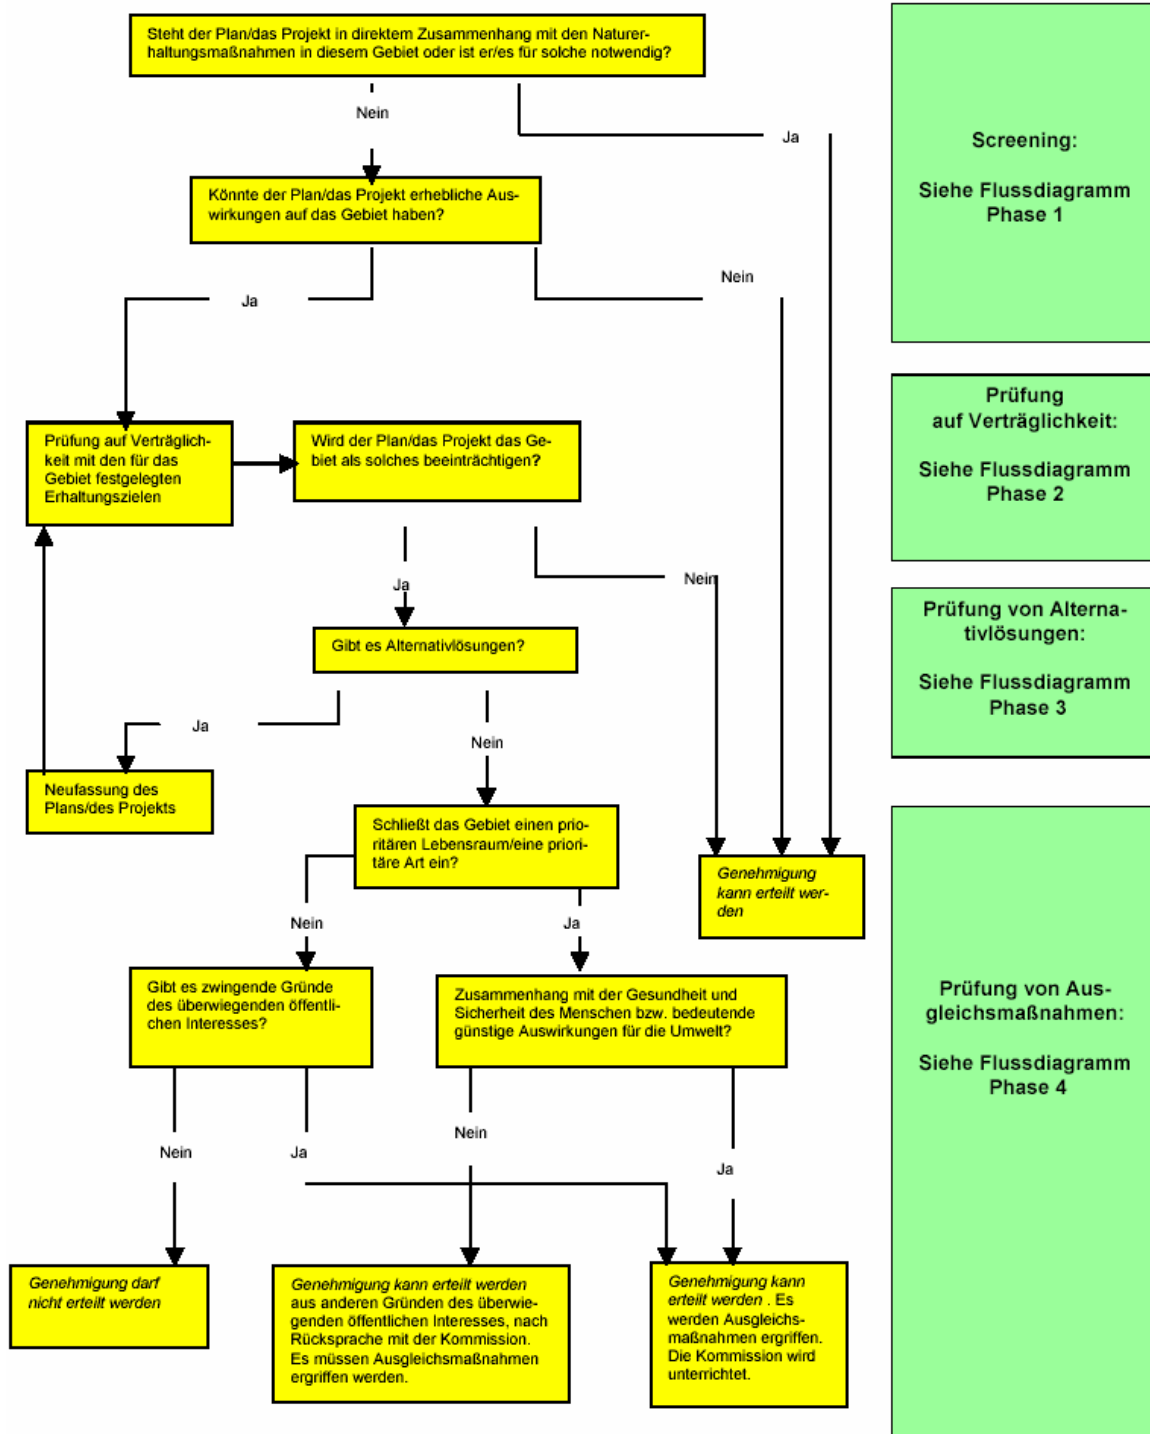 Steht der Plan/das Projekt in direktem Zusammenhang mit den Naturer-
haltungsmaßnahmen in diesem Gebiet oder ist er/es für solche notwendig?
Nein
Ja
Könnte der Plan/das Projekt erhebliche Aus-
wirkungen auf das Gebiet haben?
Ja
Nein
Prüfung auf Verträglich-
keit mit den für das
Gebiet festgelegten
Erhaltungszielen
Wird der Plan/das Projekt das Ge-
biet als solches beeinträchtigen?
Ja
Nein
Gibt es Alternativlösungen?
Ja
Nein
Neufassung des
Plans/des Projekts
Schließt das Gebiet einen prio-
ritären Lebensraum/eine priori-
täre Art ein?
Genehmigung
kann erteilt wer-
den
Nein
Ja
Gibt es zwingende Gründe
des überwiegenden öffentli-
chen Interesses?
Zusammenhang mit der Gesundheit und
Sicherheit des Menschen bzw. bedeutende
günstige Auswirkungen für die Umwelt?
Nein
Ja
Nein
Ja
Genehmigung darf
nicht erteilt werden
Genehmigung kann erteilt werden
aus anderen Gründen des überwie-
genden öffentlichen Interesses, nach
Rücksprache mit der Kommission.
Es müssen Ausgleichsmaßnahmen
ergriffen werden.
Genehmigung kann
erteilt werden . Es
werden Ausgleichs-
maßnahmen ergriffen.
Die Kommission wird
unterrichtet.
Screening:
Siehe Flussdiagramm
Phase 1
Prüfung
auf Verträglichkeit:
Siehe Flussdiagramm
Phase 2
Prüfung von Alterna-
tivlösungen:
Siehe Flussdiagramm
Phase 3
Prüfung von Aus-
gleichsmaßnahmen:
Siehe Flussdiagramm
Phase 4